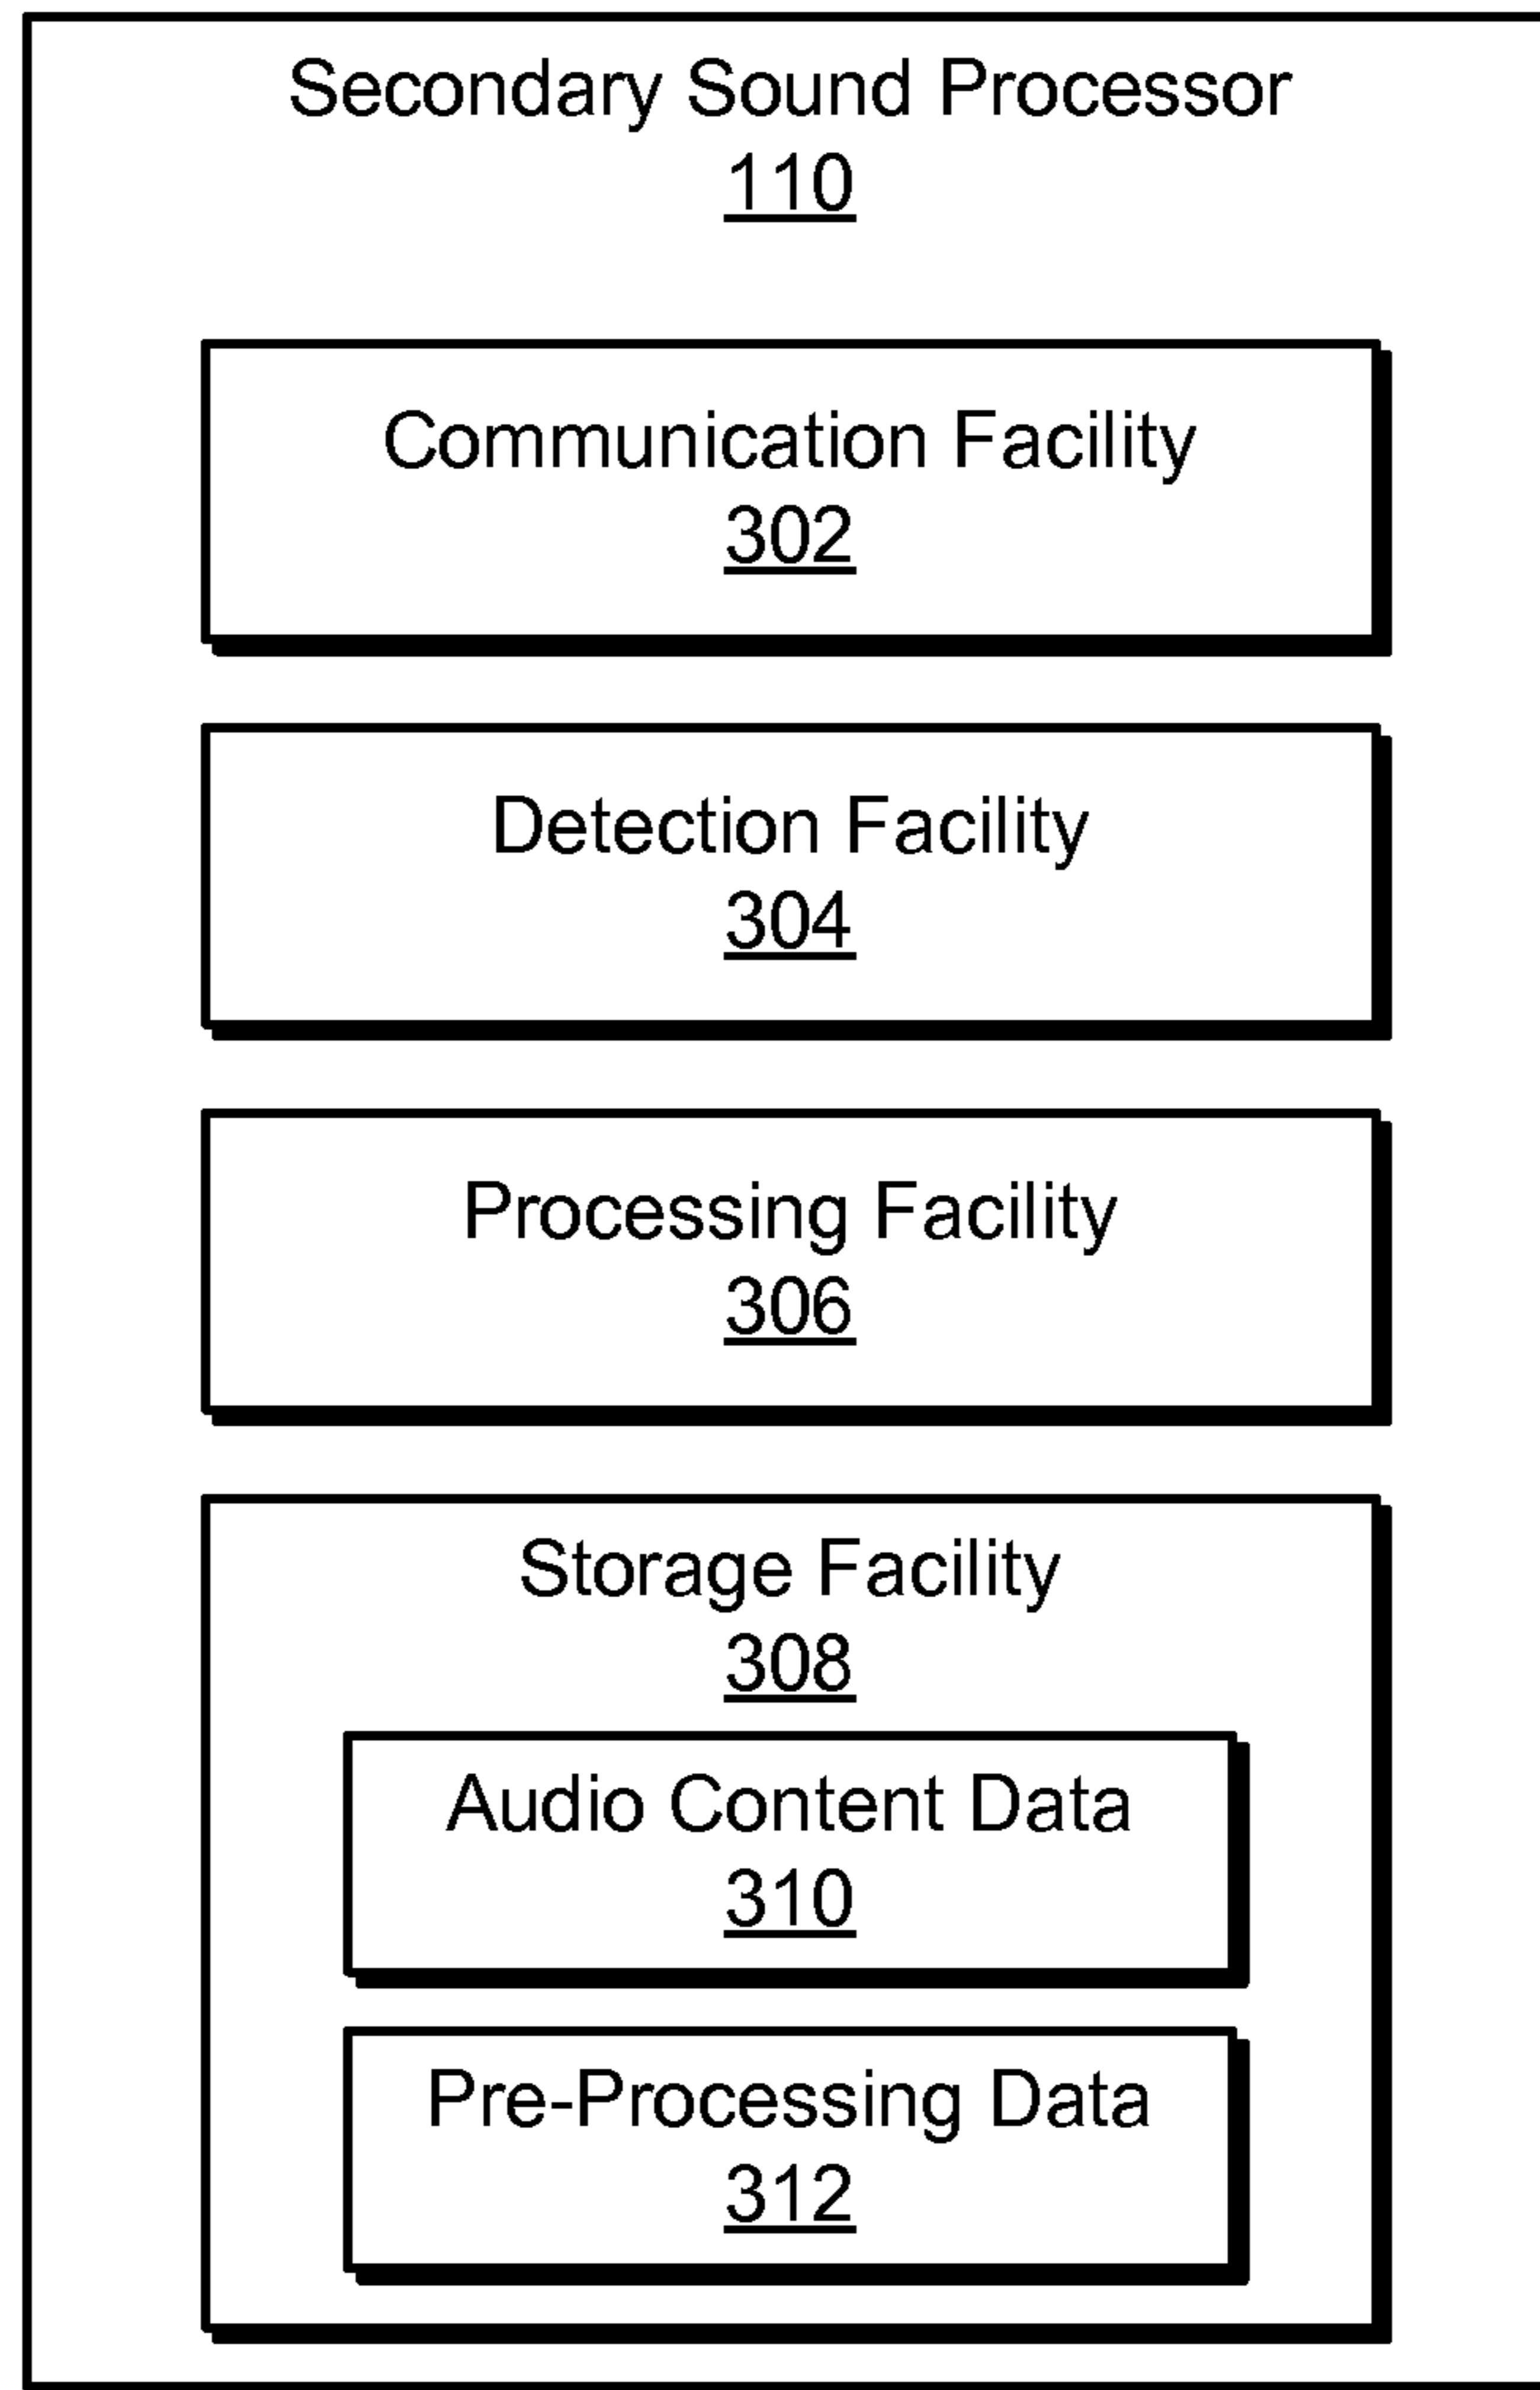 Secondary Sound Processor
110
Communication Facility
302
Detection Facility
304
Processing Facility
306
Storage Facility
308
Audio Content Data
310
Pre-Processing Data
312